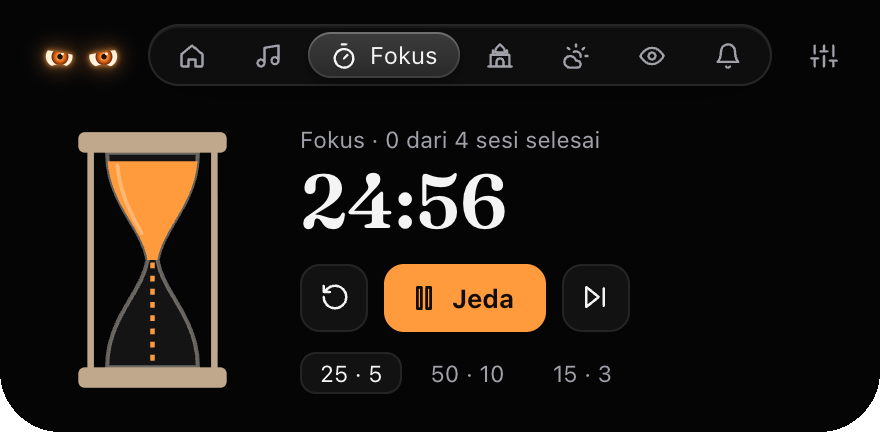 Fokus
Fokus · 0 dari 4 sesi selesai
24:56
Jeda
25 · 5
50 · 10
15 · 3